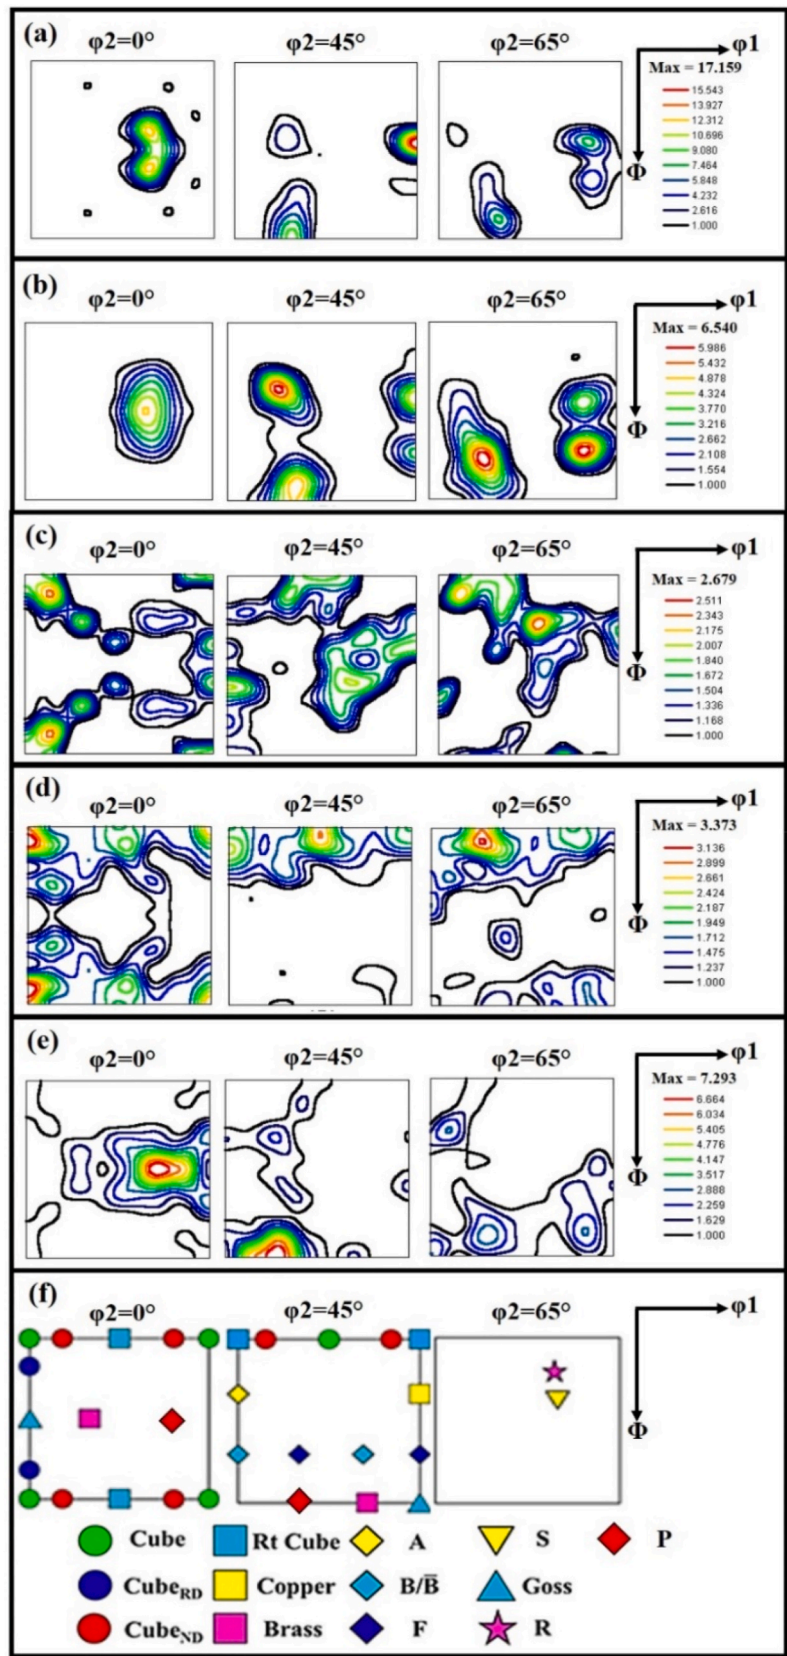 (a)
φ2=0° φ2=45° φ2=65°
φ1
Φ
Max = 17.159
15.543
13.927
12.312
10.696
9.080
7.464
5.848
4.232
2.616
1.000
(b)
φ2=0° φ2=45° φ2=65°
φ1
Φ
Max = 6.540
5.986
5.432
4.878
4.324
3.770
3.216
2.662
2.108
1.554
1.000
(c)
φ2=0° φ2=45° φ2=65°
φ1
Φ
Max = 2.679
2.511
2.343
2.175
2.007
1.840
1.672
1.504
1.336
1.168
1.000
(d)
φ2=0° φ2=45° φ2=65°
φ1
Φ
Max = 3.373
3.136
2.899
2.661
2.424
2.187
1.949
1.712
1.475
1.237
1.000
(e)
φ2=0° φ2=45° φ2=65°
φ1
Φ
Max = 7.293
6.664
6.034
5.405
4.776
4.147
3.517
2.888
2.259
1.629
1.000
(f)
φ2=0° φ2=45° φ2=65°
φ1
Φ
Cube Rt Cube A S P
CubeRD Copper B/B̅ Goss
CubeND Brass F R